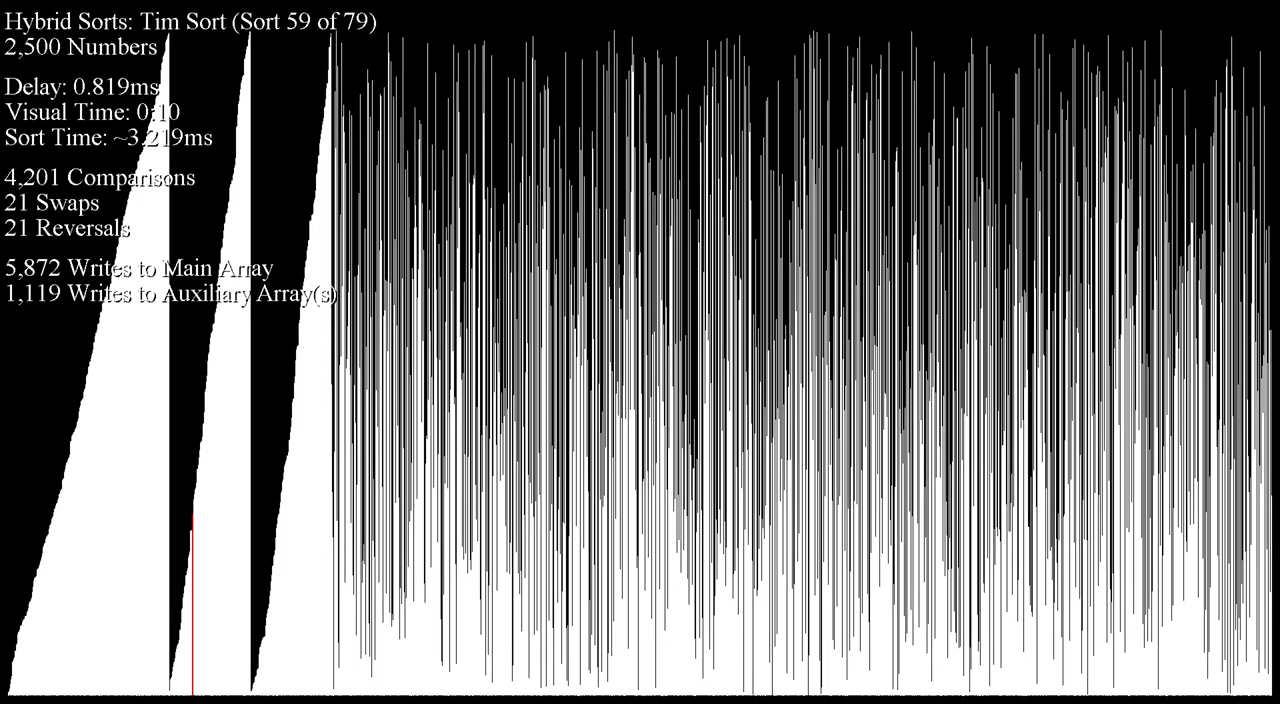 Hybrid Sorts: Tim Sort (Sort 59 of 79)
2,500 Numbers
Delay: 0.819ms
Visual Time: 0:10
Sort Time: ~3.219ms
4,201 Comparisons
21 Swaps
21 Reversals
5,872 Writes to Main Array
1,119 Writes to Auxiliary Array(s)